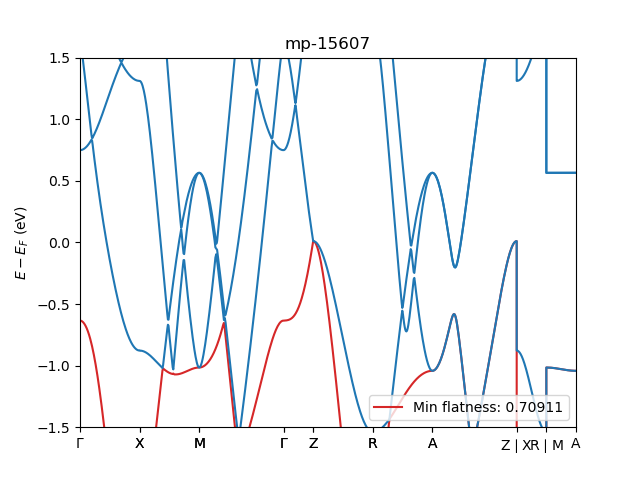 mp-15607
E − E_F (eV)
1.5
1.0
0.5
0.0
−0.5
−1.0
−1.5
Min flatness: 0.70911
Γ X M Γ Z R A Z | XR | M A